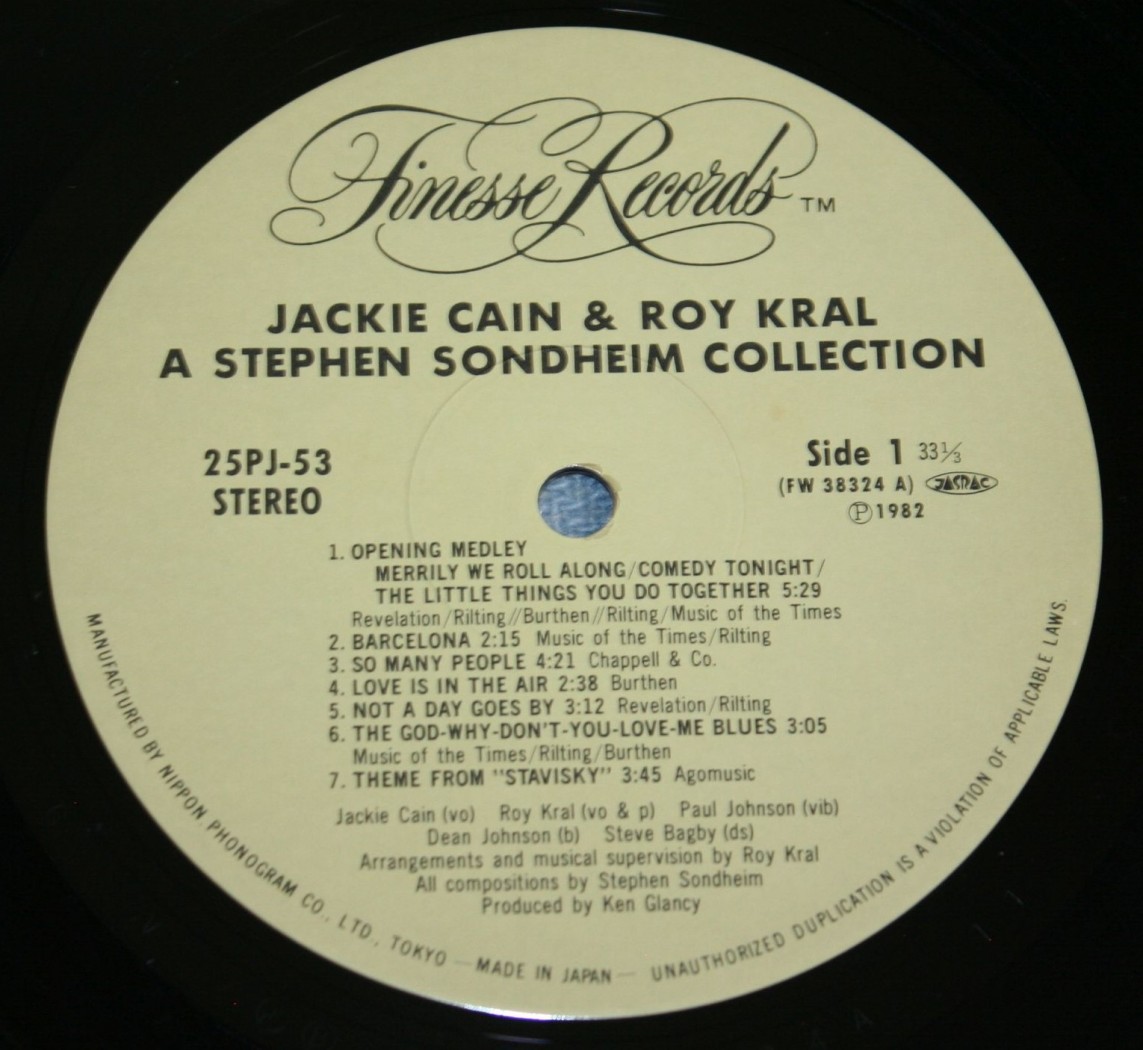 Finesse Records TM
JACKIE CAIN & ROY KRAL
A STEPHEN SONDHEIM COLLECTION
25PJ-53
STEREO
Side 1 33⅓
(FW 38324 A) JASRAC
Ⓟ1982
1. OPENING MEDLEY
MERRILY WE ROLL ALONG/COMEDY TONIGHT/
THE LITTLE THINGS YOU DO TOGETHER 5:29
Revelation/Rilting//Burthen//Rilting/Music of the Times
2. BARCELONA 2:15 Music of the Times/Rilting
3. SO MANY PEOPLE 4:21 Chappell & Co.
4. LOVE IS IN THE AIR 2:38 Burthen
5. NOT A DAY GOES BY 3:12 Revelation/Rilting
6. THE GOD-WHY-DON'T-YOU-LOVE-ME BLUES 3:05
Music of the Times/Rilting/Burthen
7. THEME FROM "STAVISKY" 3:45 Agomusic
Jackie Cain (vo) Roy Kral (vo & p) Paul Johnson (vib)
Dean Johnson (b) Steve Bagby (ds)
Arrangements and musical supervision by Roy Kral
All compositions by Stephen Sondheim
Produced by Ken Glancy
MANUFACTURED BY NIPPON PHONOGRAM CO., LTD., TOKYO — MADE IN JAPAN — UNAUTHORIZED DUPLICATION IS A VIOLATION OF APPLICABLE LAWS.